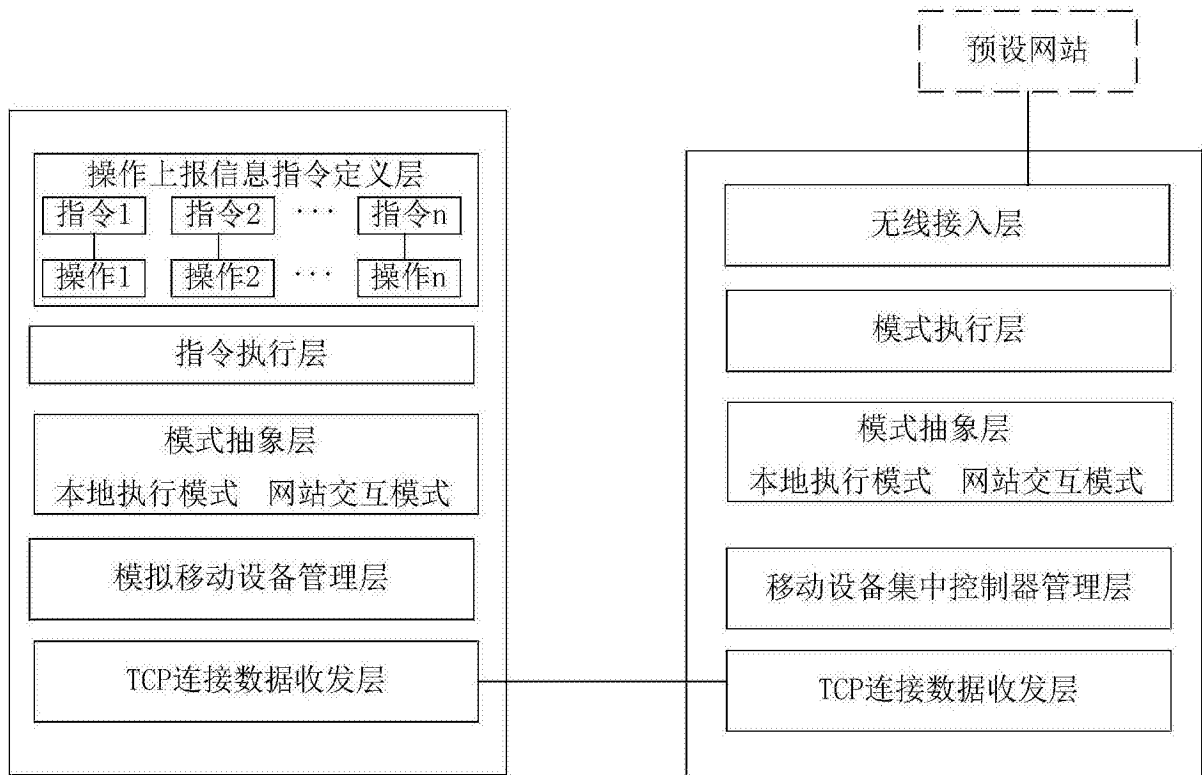 预设网站
操作上报信息指令定义层
指令1 指令2 ··· 指令n
操作1 操作2 ··· 操作n
指令执行层
模式抽象层
本地执行模式 网站交互模式
模拟移动设备管理层
TCP连接数据收发层
无线接入层
模式执行层
模式抽象层
本地执行模式 网站交互模式
移动设备集中控制器管理层
TCP连接数据收发层